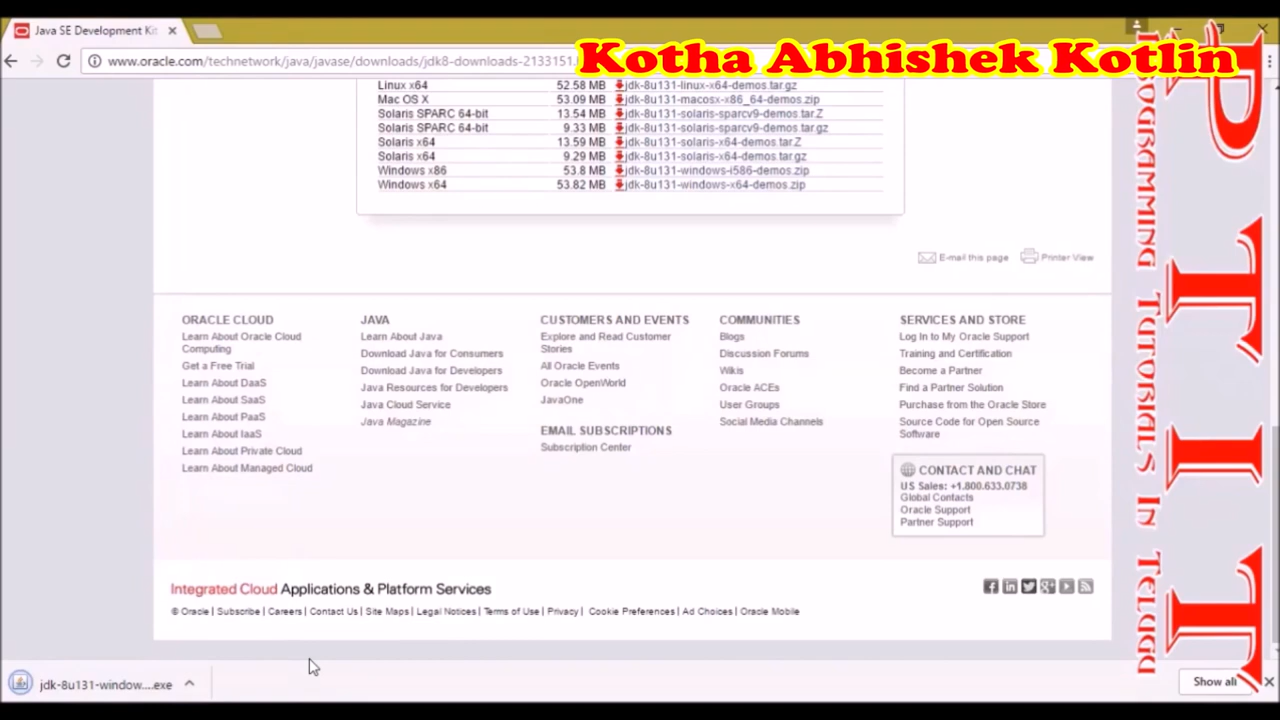 Java SE Development Kit
Kotha Abhishek Kotlin
www.oracle.com/technetwork/java/javase/downloads/jdk8-downloads-2133151.
Linux x64 52.58 MB jdk-8u131-linux-x64-demos.tar.gz
Mac OS X 53.09 MB jdk-8u131-macosx-x86_64-demos.zip
Solaris SPARC 64-bit 13.54 MB jdk-8u131-solaris-sparcv9-demos.tar.Z
Solaris SPARC 64-bit 9.33 MB jdk-8u131-solaris-sparcv9-demos.tar.gz
Solaris x64 13.59 MB jdk-8u131-solaris-x64-demos.tar.Z
Solaris x64 9.29 MB jdk-8u131-solaris-x64-demos.tar.gz
Windows x86 53.8 MB jdk-8u131-windows-i586-demos.zip
Windows x64 53.82 MB jdk-8u131-windows-x64-demos.zip
E-mail this page Printer View
ORACLE CLOUD
Learn About Oracle Cloud
Computing
Get a Free Trial
Learn About DaaS
Learn About SaaS
Learn About PaaS
Learn About IaaS
Learn About Private Cloud
Learn About Managed Cloud
JAVA
Learn About Java
Download Java for Consumers
Download Java for Developers
Java Resources for Developers
Java Cloud Service
Java Magazine
CUSTOMERS AND EVENTS
Explore and Read Customer
Stories
All Oracle Events
Oracle OpenWorld
JavaOne
EMAIL SUBSCRIPTIONS
Subscription Center
COMMUNITIES
Blogs
Discussion Forums
Wikis
Oracle ACEs
User Groups
Social Media Channels
SERVICES AND STORE
Log In to My Oracle Support
Training and Certification
Become a Partner
Find a Partner Solution
Purchase from the Oracle Store
Source Code for Open Source
Software
CONTACT AND CHAT
US Sales: +1.800.633.0738
Global Contacts
Oracle Support
Partner Support
Integrated Cloud Applications & Platform Services
© Oracle | Subscribe | Careers | Contact Us | Site Maps | Legal Notices | Terms of Use | Privacy | Cookie Preferences | Ad Choices | Oracle Mobile
jdk-8u131-window....exe
Show all
TUTORIALS IN TELUGU
P T I T